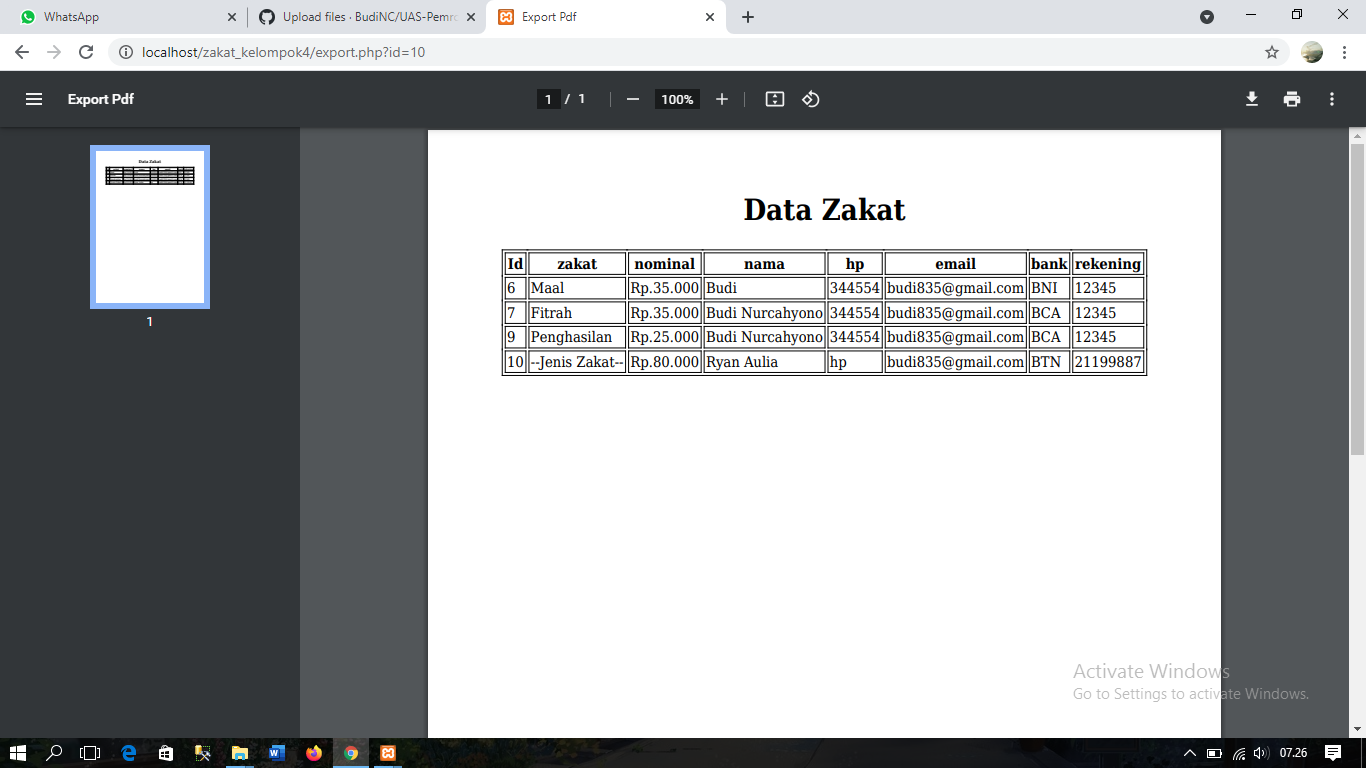 WhatsApp
Upload files · BudiNC/UAS-Pemro
Export Pdf
localhost/zakat_kelompok4/export.php?id=10
Export Pdf
1 / 1
100%
1
Data Zakat
Id zakat nominal nama hp email bank rekening
6 Maal Rp.35.000 Budi 344554 budi835@gmail.com BNI 12345
7 Fitrah Rp.35.000 Budi Nurcahyono 344554 budi835@gmail.com BCA 12345
9 Penghasilan Rp.25.000 Budi Nurcahyono 344554 budi835@gmail.com BCA 12345
10 --Jenis Zakat-- Rp.80.000 Ryan Aulia hp budi835@gmail.com BTN 21199887
Activate Windows
Go to Settings to activate Windows.
07.26